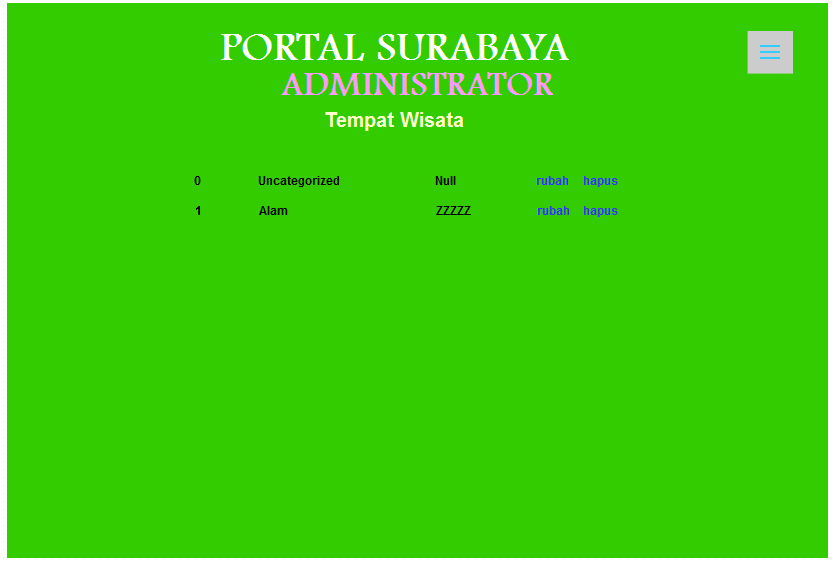 PORTAL SURABAYA
ADMINISTRATOR
Tempat Wisata
0 Uncategorized Null rubah hapus
1 Alam ZZZZZ rubah hapus